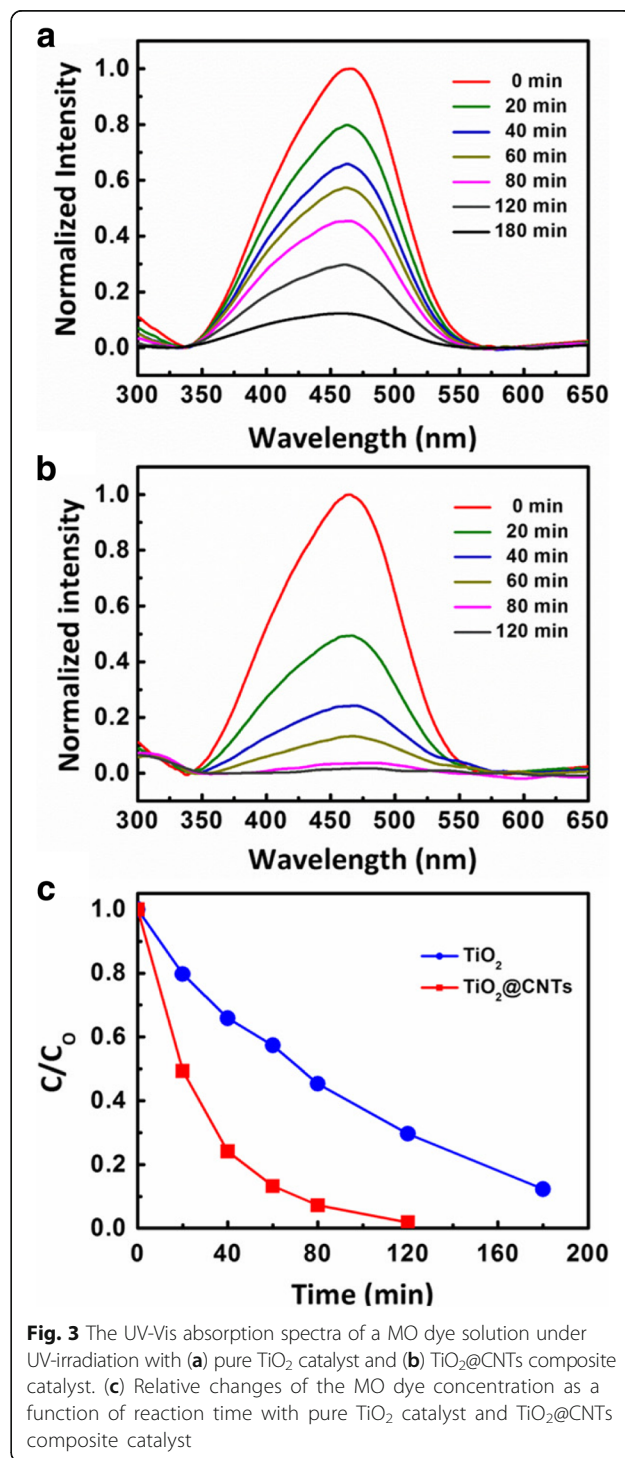 a
Normalized Intensity
1.0
0.8
0.6
0.4
0.2
0.0
0 min
20 min
40 min
60 min
80 min
120 min
180 min
300 350 400 450 500 550 600 650
Wavelength (nm)
b
Normalized intensity
1.0
0.8
0.6
0.4
0.2
0.0
0 min
20 min
40 min
60 min
80 min
120 min
300 350 400 450 500 550 600 650
Wavelength (nm)
c
C/C₀
1.0
0.8
0.6
0.4
0.2
0.0
TiO₂
TiO₂@CNTs
0 40 80 120 160 200
Time (min)
Fig. 3 The UV-Vis absorption spectra of a MO dye solution under
UV-irradiation with (a) pure TiO₂ catalyst and (b) TiO₂@CNTs composite
catalyst. (c) Relative changes of the MO dye concentration as a
function of reaction time with pure TiO₂ catalyst and TiO₂@CNTs
composite catalyst